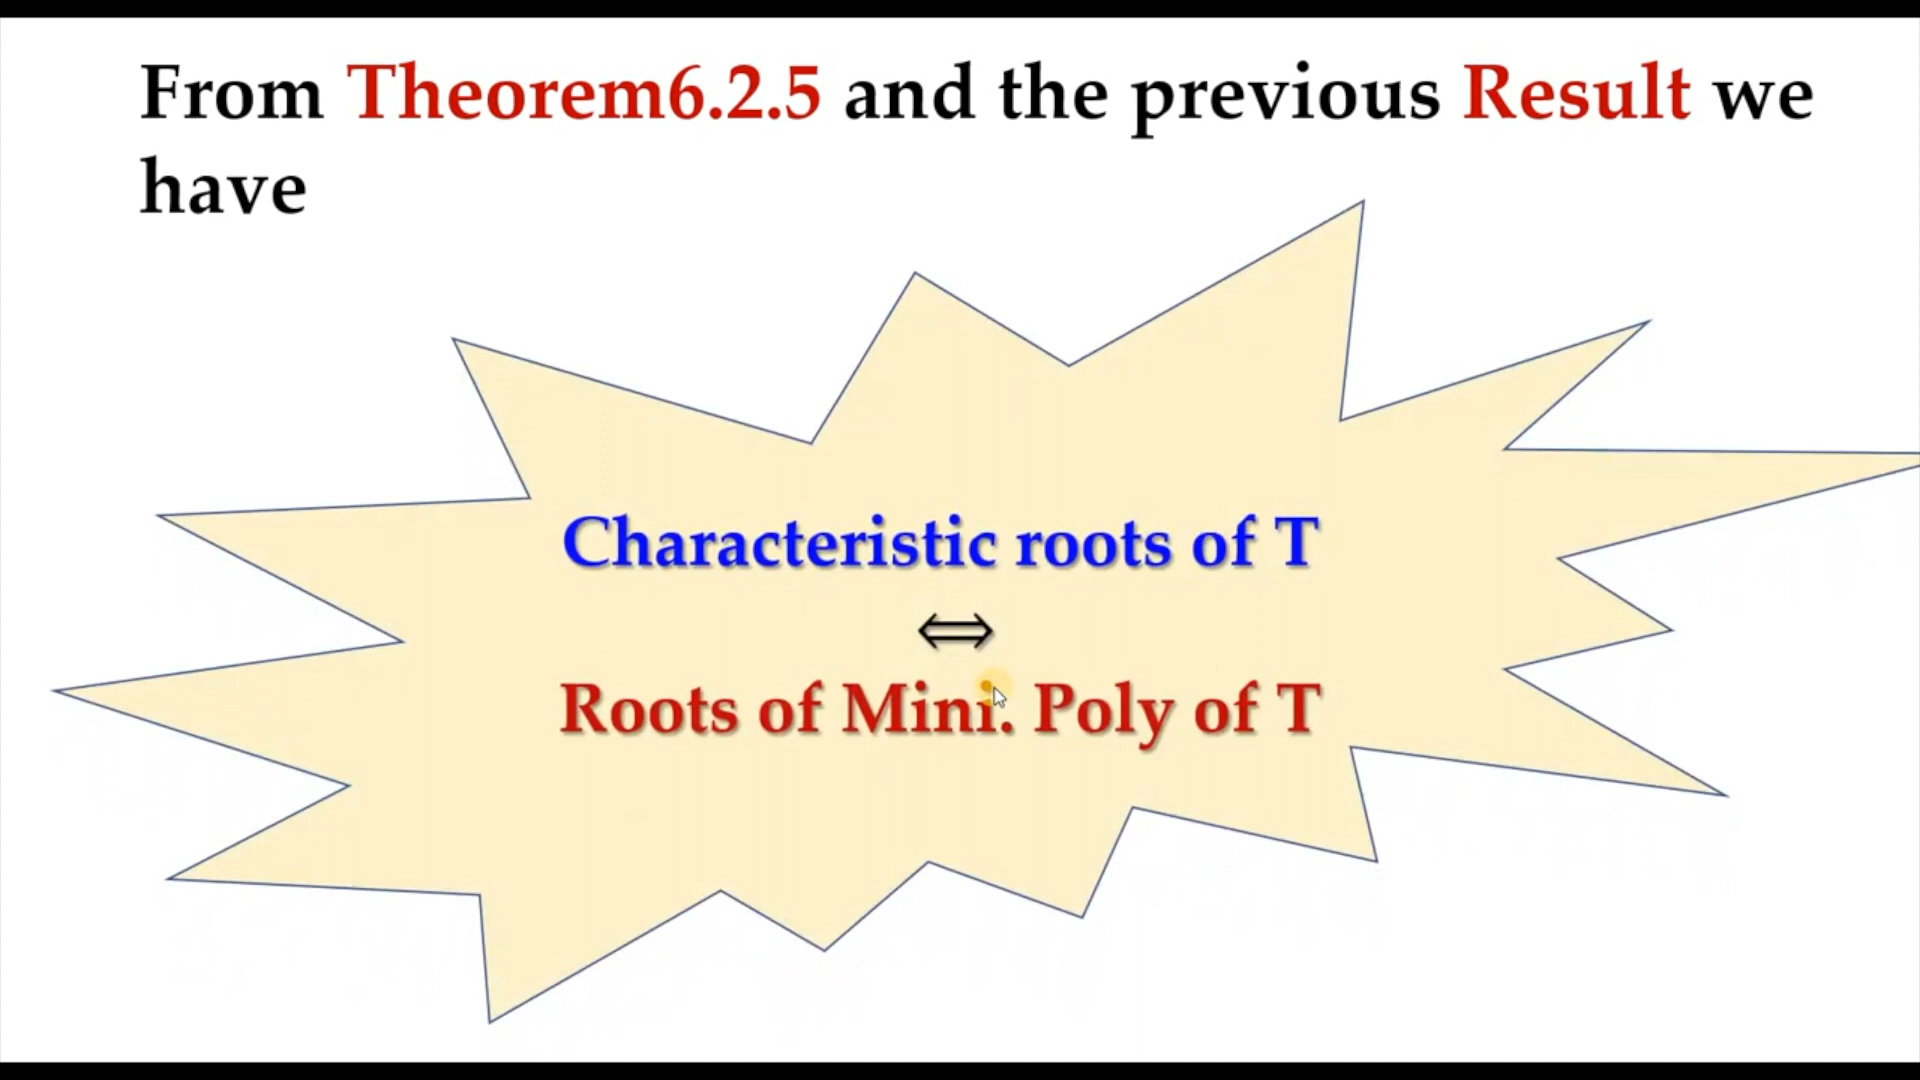 From Theorem6.2.5 and the previous Result we
have
Characteristic roots of T
⇔
Roots of Mini. Poly of T